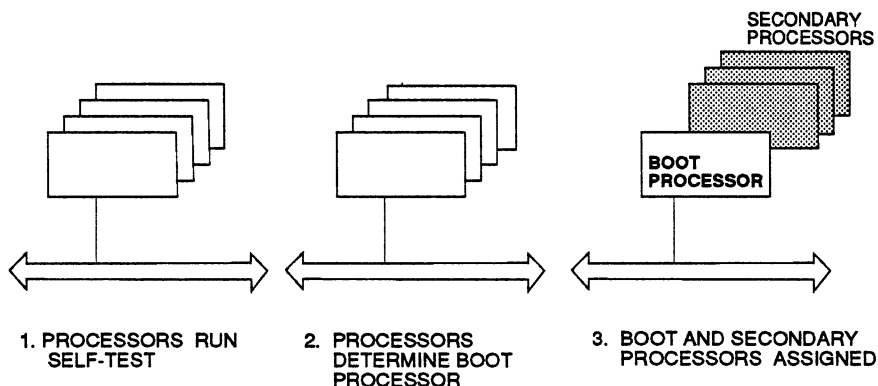 SECONDARY
PROCESSORS
BOOT
PROCESSOR
1. PROCESSORS RUN
SELF-TEST
2. PROCESSORS
DETERMINE BOOT
PROCESSOR
3. BOOT AND SECONDARY
PROCESSORS ASSIGNED